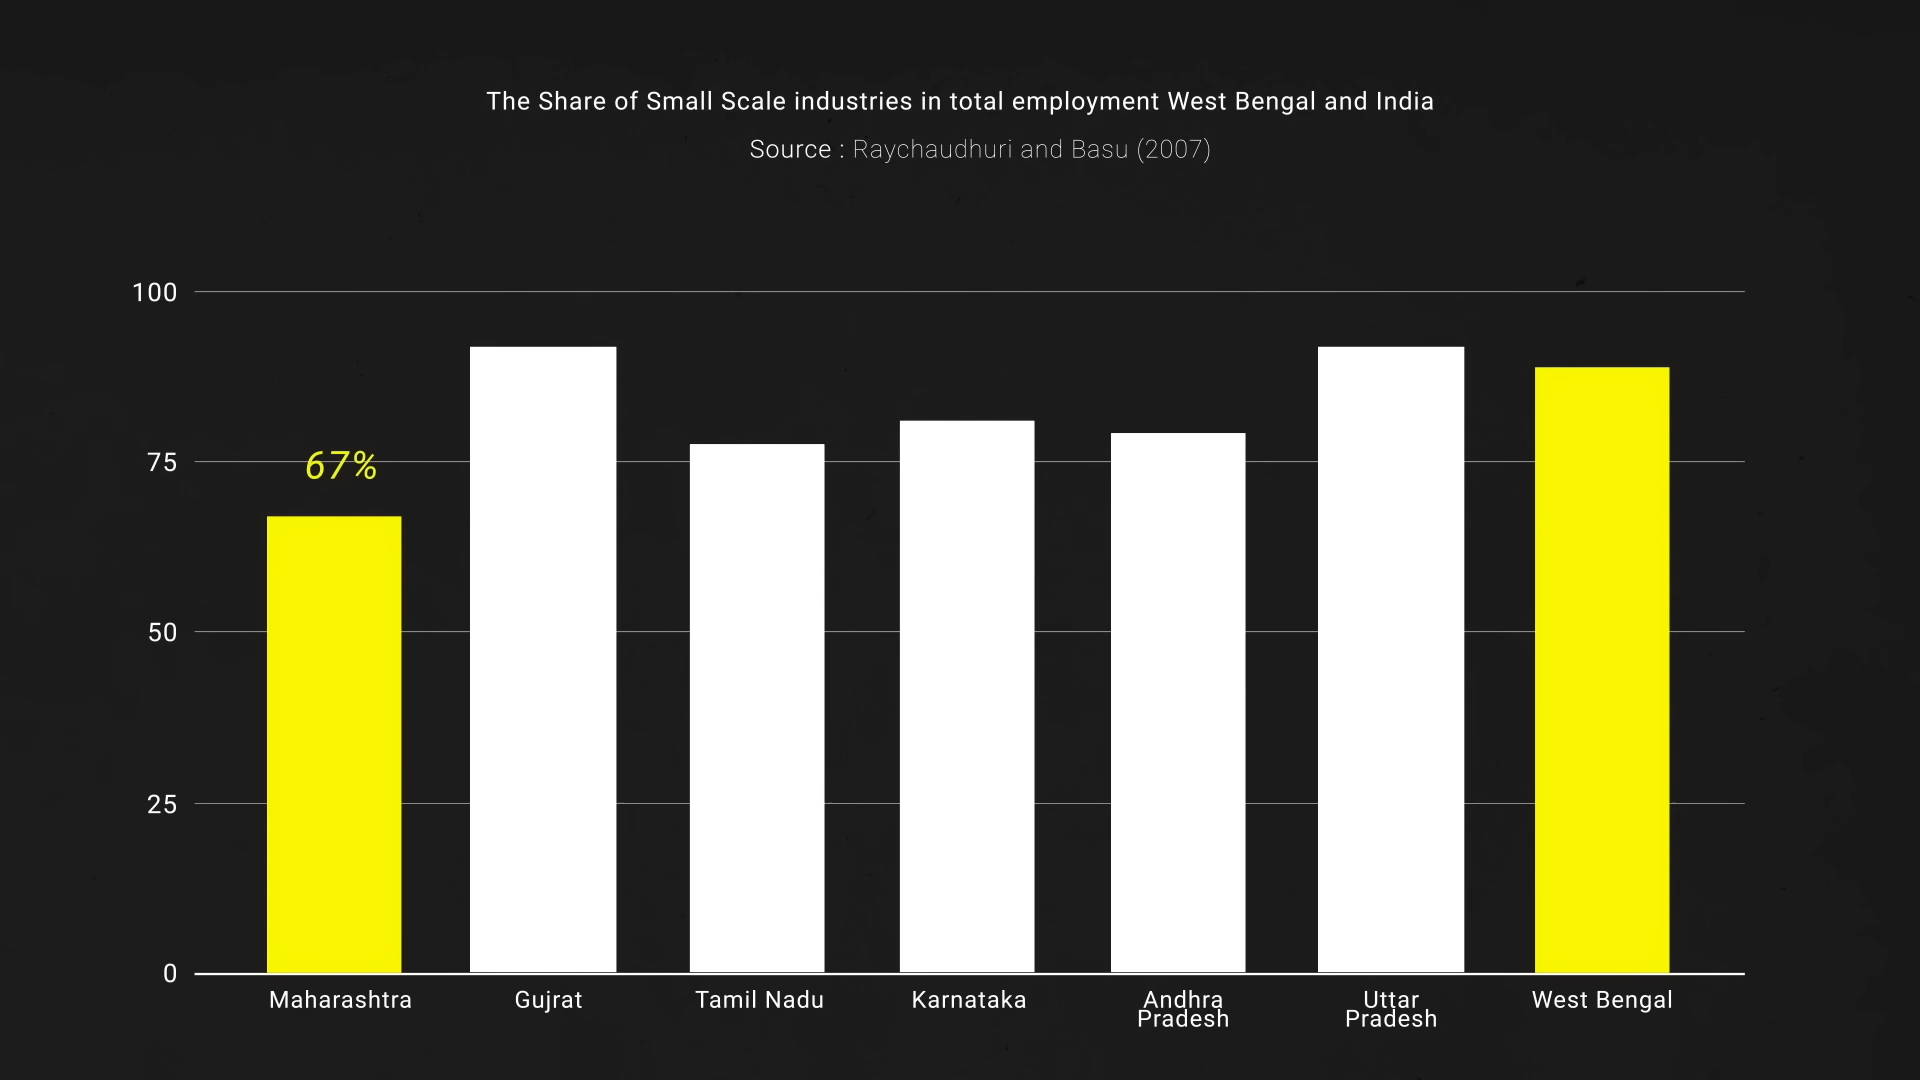 The Share of Small Scale industries in total employment West Bengal and India
Source : Raychaudhuri and Basu (2007)
100
75
67%
50
25
0
Maharashtra
Gujrat
Tamil Nadu
Karnataka
Andhra
Pradesh
Uttar
Pradesh
West Bengal